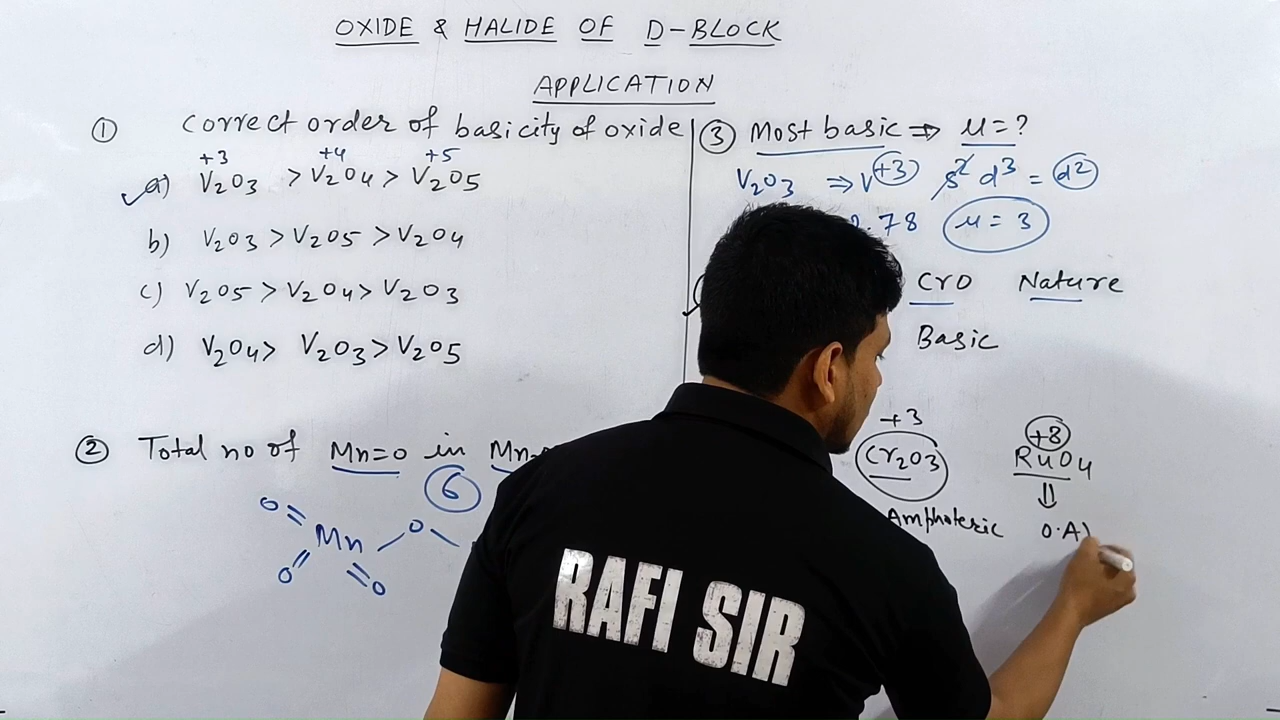 OXIDE & HALIDE OF D-BLOCK
APPLICATION
① Correct order of basicity of oxide
+3 +4 +5
a) V2O3 > V2O4 > V2O5
b) V2O3 > V2O5 > V2O4
c) V2O5 > V2O4 > V2O3
d) V2O4 > V2O3 > V2O5
② Total no of Mn=O in
6
O O Mn O O
③ Most basic ⇒ μ=?
V2O3 ⇒ V+3 s2 d3 = d2
.78 μ = 3
CrO Nature
Basic
+3 +8
Cr2O3 RuO4
⇓
Amphoteric O.A
RAFI SIR